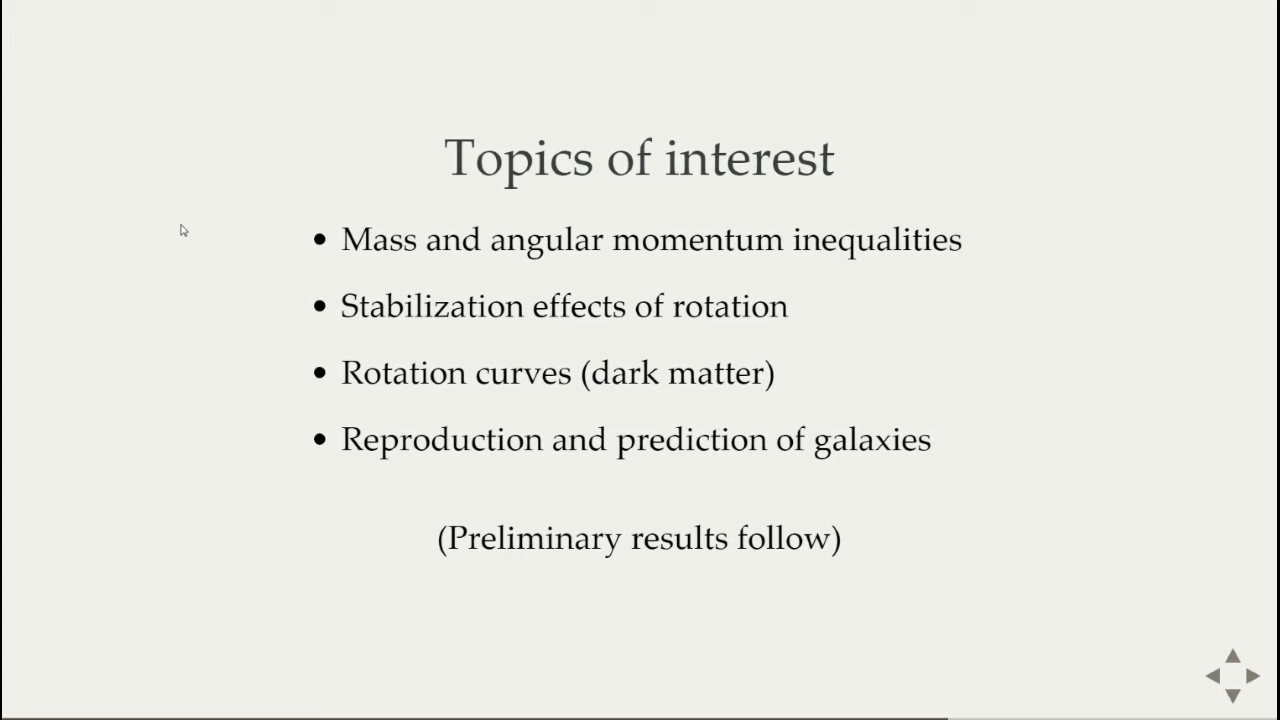 Topics of interest
• Mass and angular momentum inequalities
• Stabilization effects of rotation
• Rotation curves (dark matter)
• Reproduction and prediction of galaxies
(Preliminary results follow)